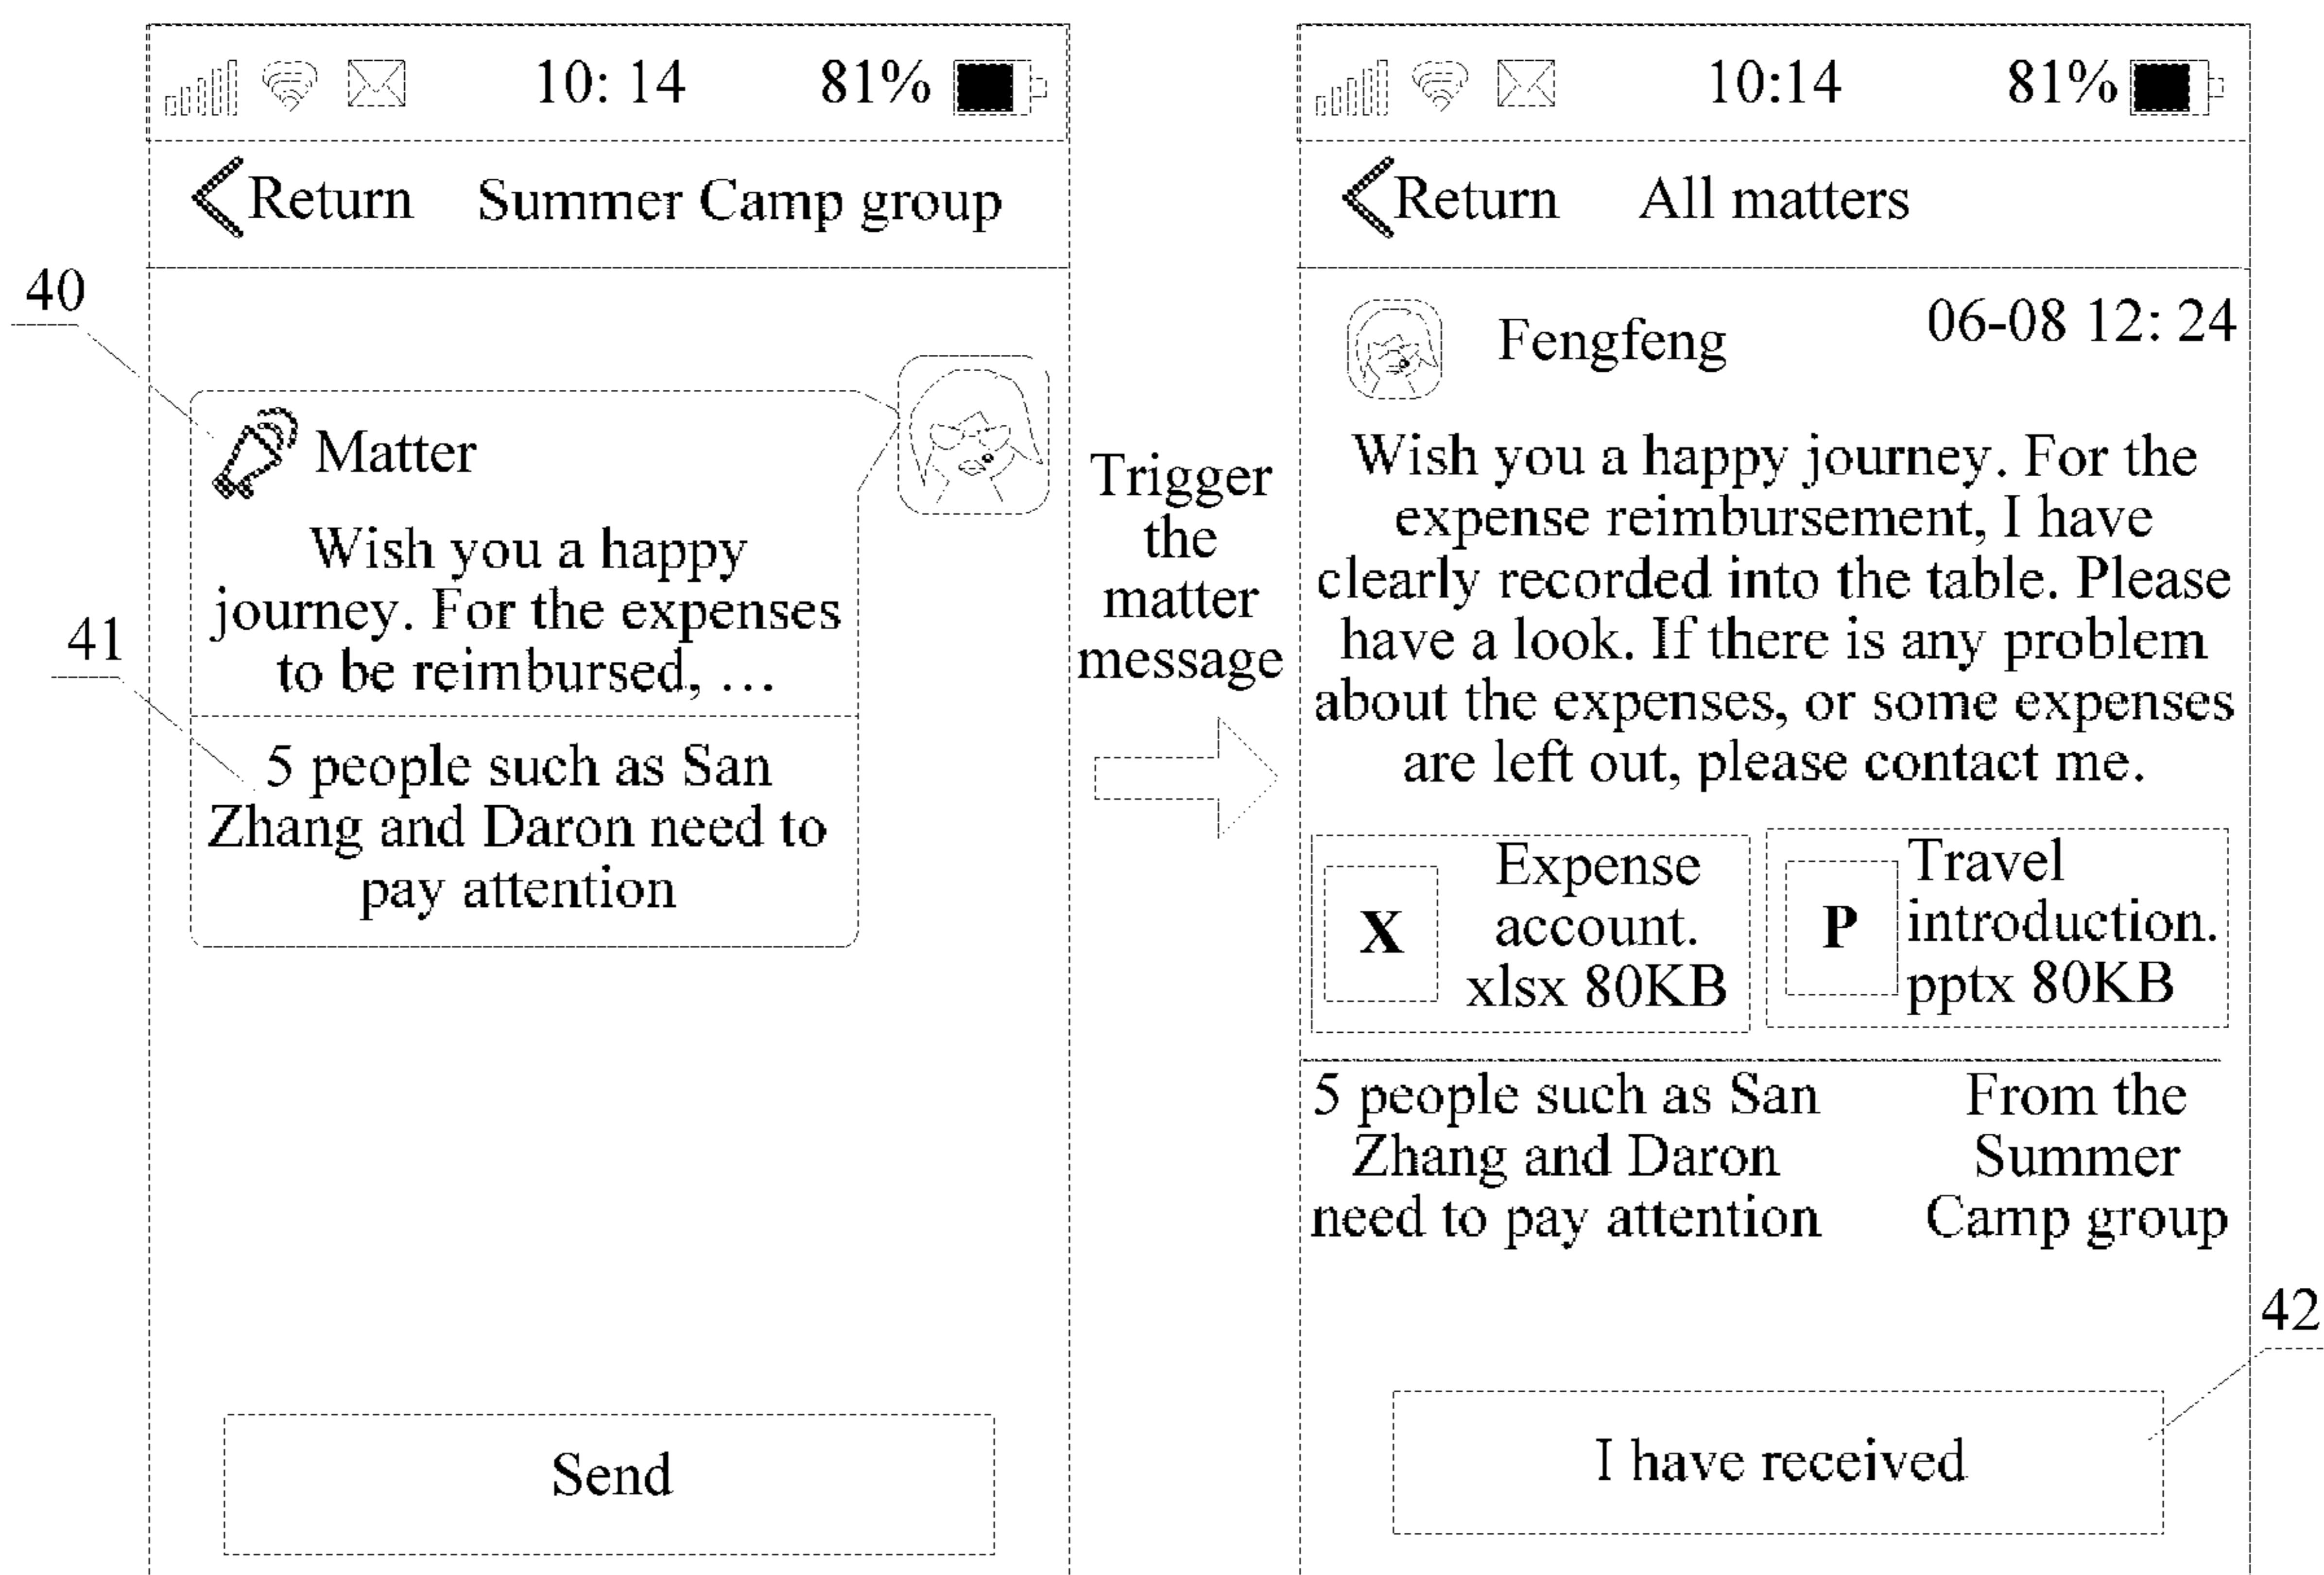 10: 14
81%
Return
Summer Camp group
40
Matter
Wish you a happy
journey. For the expenses
to be reimbursed, ...
41
5 people such as San
Zhang and Daron need to
pay attention
Send
Trigger
the
matter
message
10:14
81%
Return
All matters
Fengfeng
06-08 12: 24
Wish you a happy journey. For the
expense reimbursement, I have
clearly recorded into the table. Please
have a look. If there is any problem
about the expenses, or some expenses
are left out, please contact me.
X
Expense
account.
xlsx 80KB
P
Travel
introduction.
pptx 80KB
5 people such as San
Zhang and Daron
need to pay attention
From the
Summer
Camp group
42
I have received